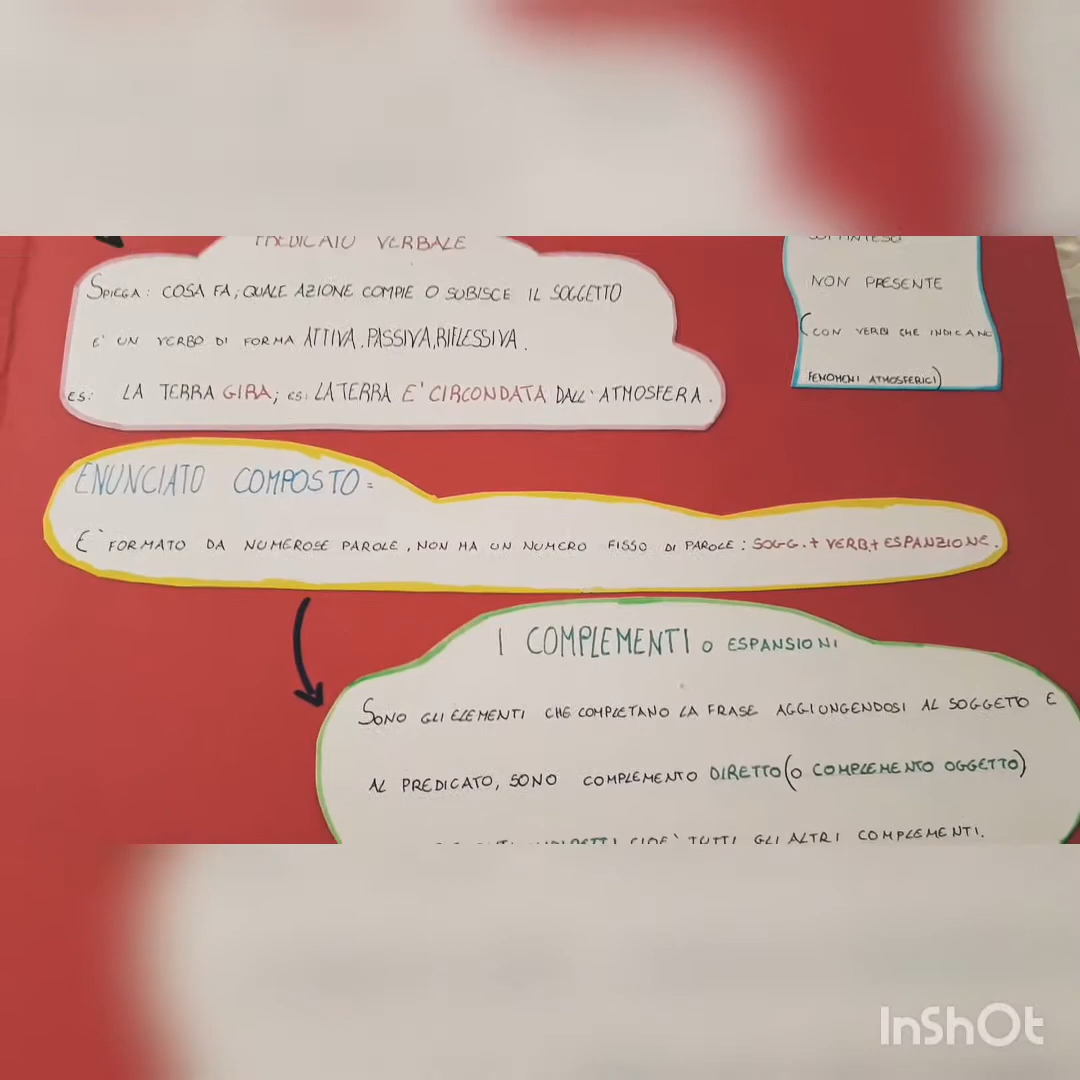 PREDICATO VERBALE
SPIEGA: COSA FA; QUALE AZIONE COMPIE O SUBISCE IL SOGGETTO
E' UN VERBO DI FORMA ATTIVA, PASSIVA, RIFLESSIVA.
ES: LA TERRA GIRA; ES: LA TERRA E' CIRCONDATA DALL'ATMOSFERA.
SOTTINTESO
NON PRESENTE
(CON VERBI CHE INDICANO
FENOMENI ATMOSFERICI)
ENUNCIATO COMPOSTO:
E' FORMATO DA NUMEROSE PAROLE, NON HA UN NUMERO FISSO DI PAROLE: SOGG.+ VERB.+ ESPANZIONE.
I COMPLEMENTI O ESPANSIONI
SONO GLI ELEMENTI CHE COMPLETANO LA FRASE AGGIUNGENDOSI AL SOGGETTO E
AL PREDICATO, SONO COMPLEMENTO DIRETTO (O COMPLEMENTO OGGETTO)
INDIRETTI CIOE' TUTTI GLI ALTRI COMPLEMENTI.
InShOt